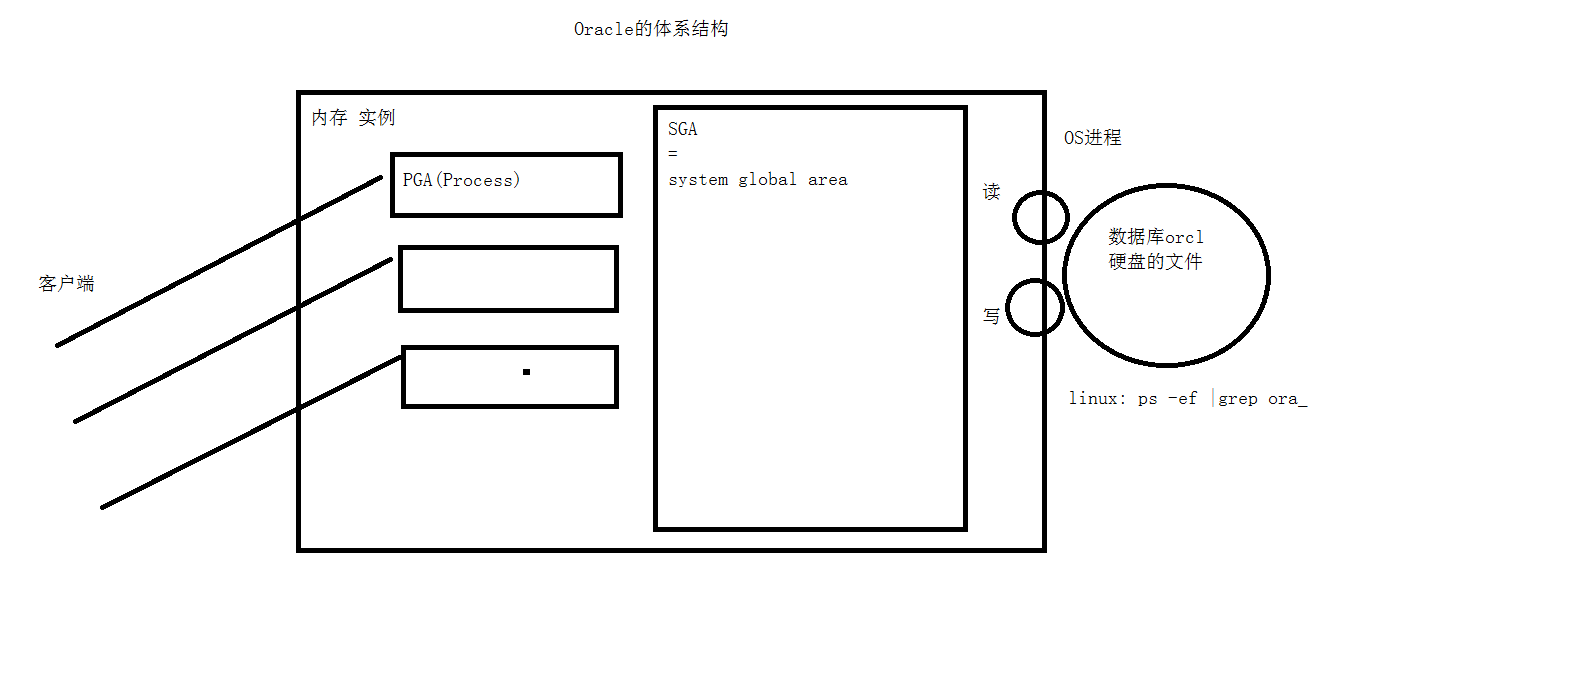 Oracle的体系结构
内存 实例
PGA(Process)
客户端
SGA
=
system global area
读
写
OS进程
数据库orcl
硬盘的文件
linux: ps -ef |grep ora_